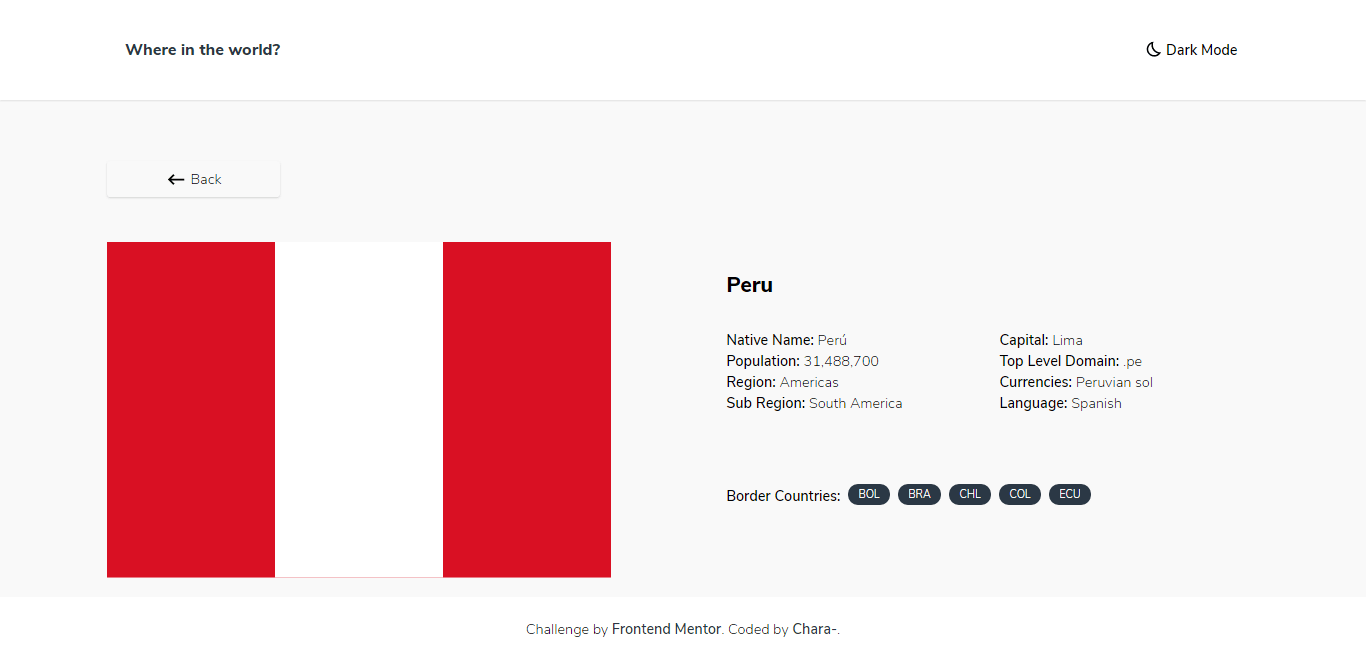 Where in the world?
Dark Mode
Back
Peru
Native Name: Perú
Population: 31,488,700
Region: Americas
Sub Region: South America
Capital: Lima
Top Level Domain: .pe
Currencies: Peruvian sol
Language: Spanish
Border Countries: BOL BRA CHL COL ECU
Challenge by Frontend Mentor. Coded by Chara-.